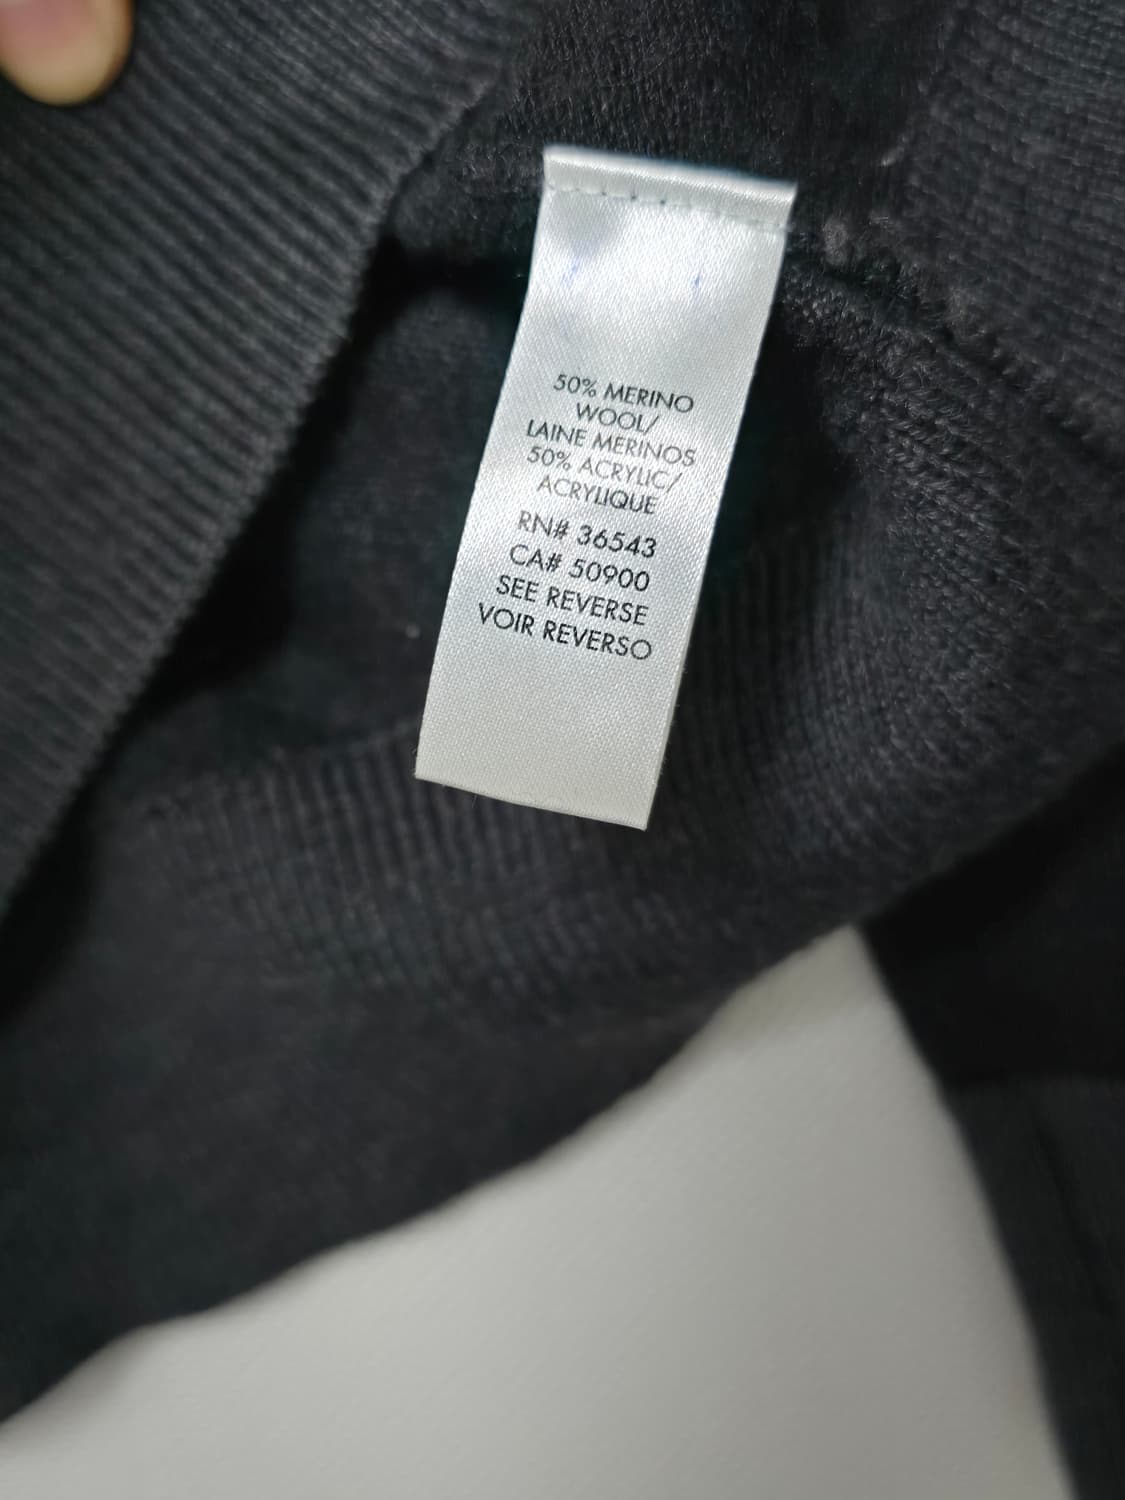 50% MERINO
WOOL/
LAINE MERINOS
50% ACRYLIC/
ACRYLIQUE
RN# 36543
CA# 50900
SEE REVERSE
VOIR REVERSO